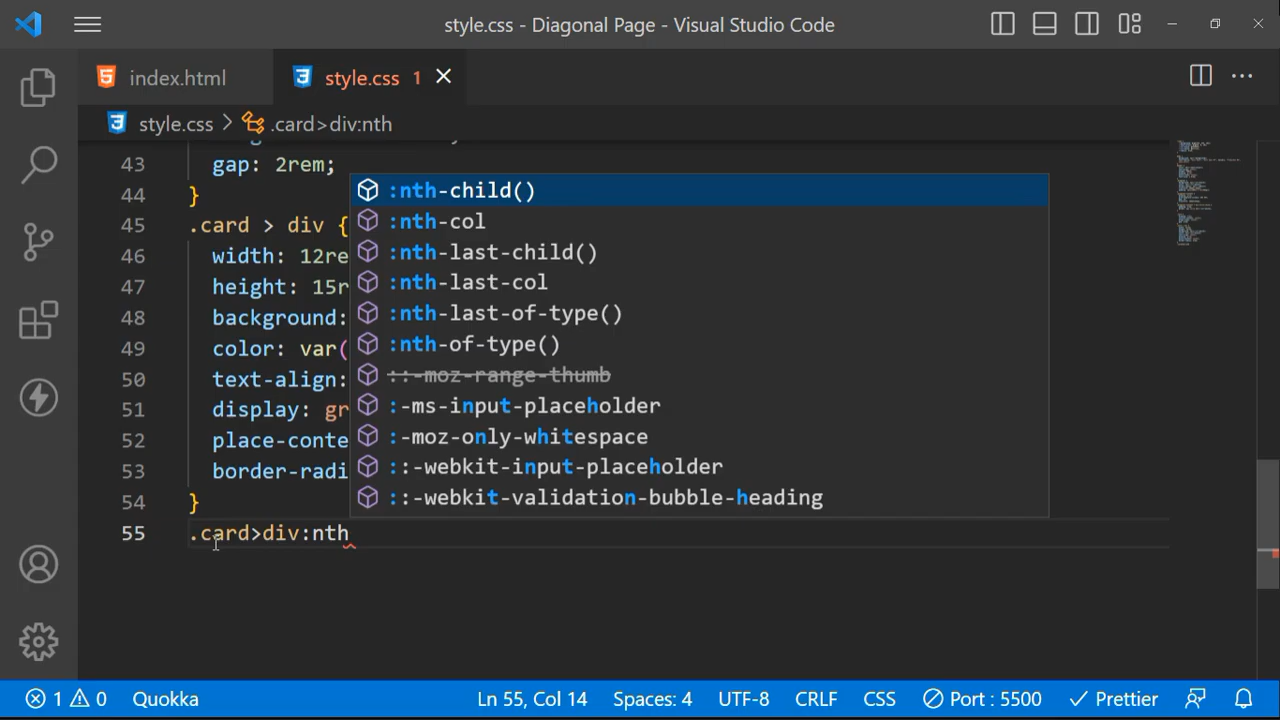 style.css - Diagonal Page - Visual Studio Code
index.html
style.css 1
style.css > .card>div:nth
43 gap: 2rem;
44 }
45 .card > div {
46 width: 12re
47 height: 15r
48 background:
49 color: var(
50 text-align:
51 display: gr
52 place-conte
53 border-radi
54 }
55 .card>div:nth
:nth-child()
:nth-col
:nth-last-child()
:nth-last-col
:nth-last-of-type()
:nth-of-type()
::-moz-range-thumb
:-ms-input-placeholder
:-moz-only-whitespace
::-webkit-input-placeholder
::-webkit-validation-bubble-heading
1 0 Quokka Ln 55, Col 14 Spaces: 4 UTF-8 CRLF CSS Port : 5500 Prettier